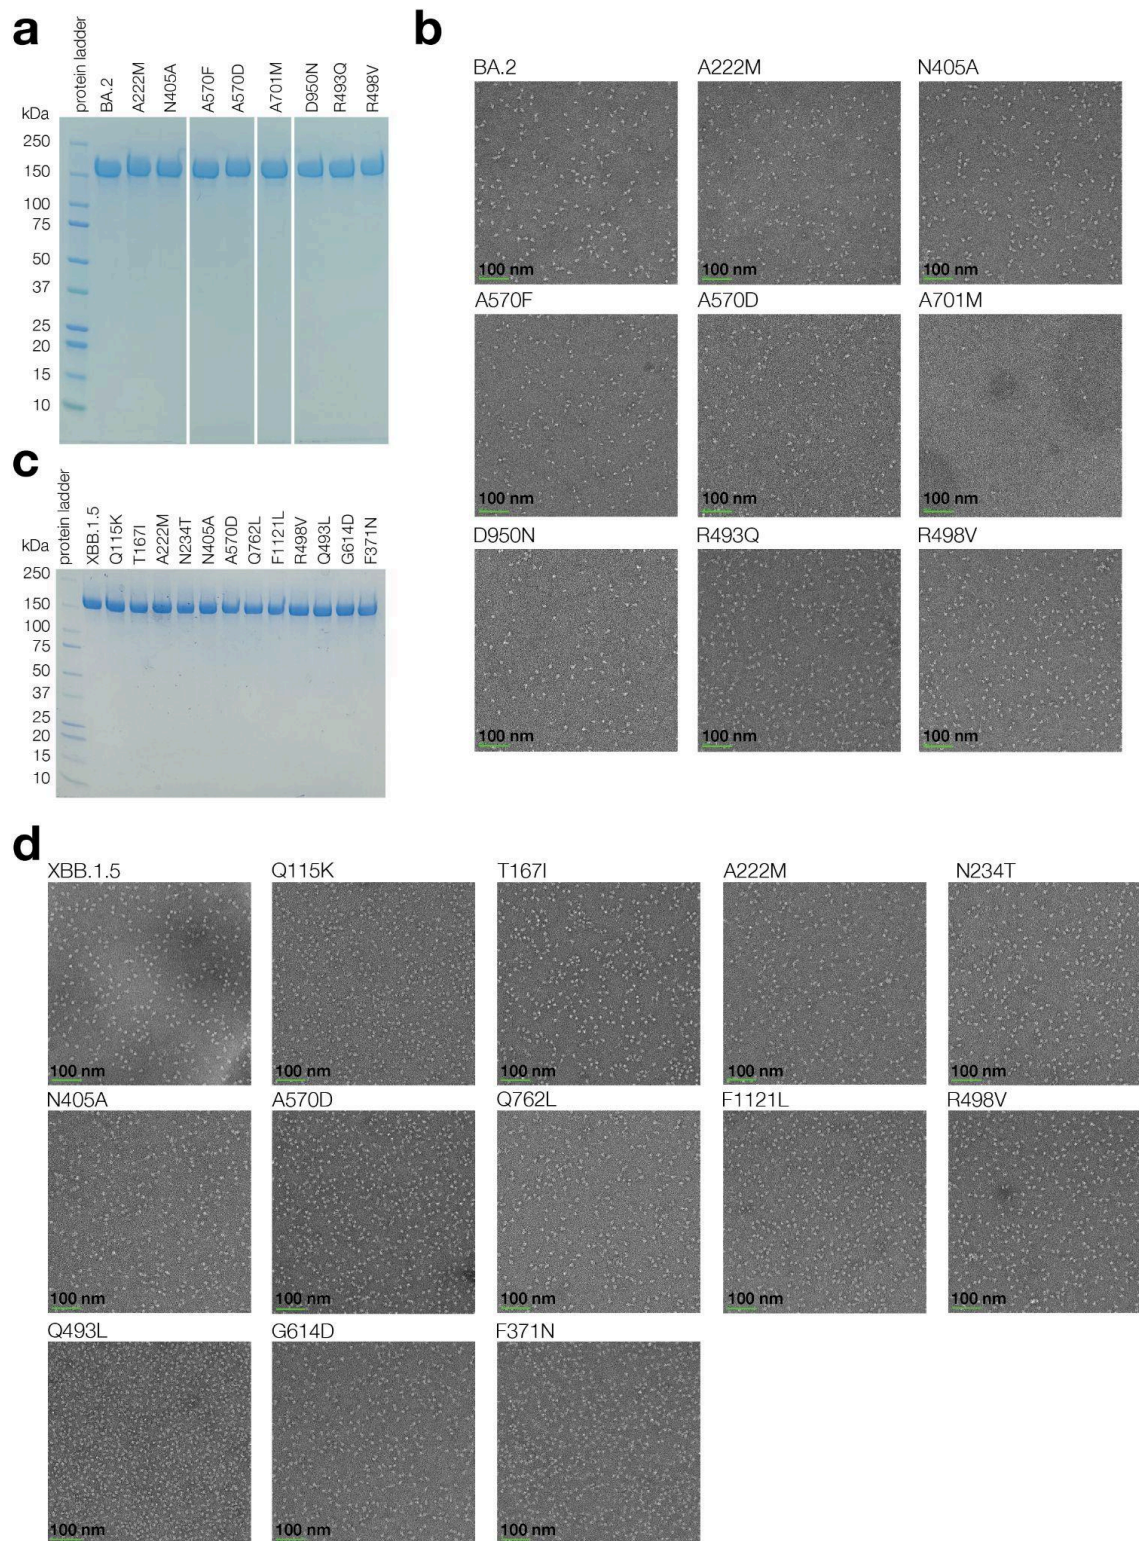 a
protein ladder
BA.2
A222M
N405A
A570F
A570D
A701M
D950N
R493Q
R498V
kDa
250
150
100
75
50
37
25
20
15
10
b
BA.2 A222M N405A
100 nm 100 nm 100 nm
A570F A570D A701M
100 nm 100 nm 100 nm
D950N R493Q R498V
100 nm 100 nm 100 nm
c
protein ladder
XBB.1.5
Q115K
T167I
A222M
N234T
N405A
A570D
Q762L
F1121L
R498V
Q493L
G614D
F371N
kDa
250
150
100
75
50
37
25
20
15
10
d
XBB.1.5 Q115K T167I A222M N234T
100 nm 100 nm 100 nm 100 nm 100 nm
N405A A570D Q762L F1121L R498V
100 nm 100 nm 100 nm 100 nm 100 nm
Q493L G614D F371N
100 nm 100 nm 100 nm